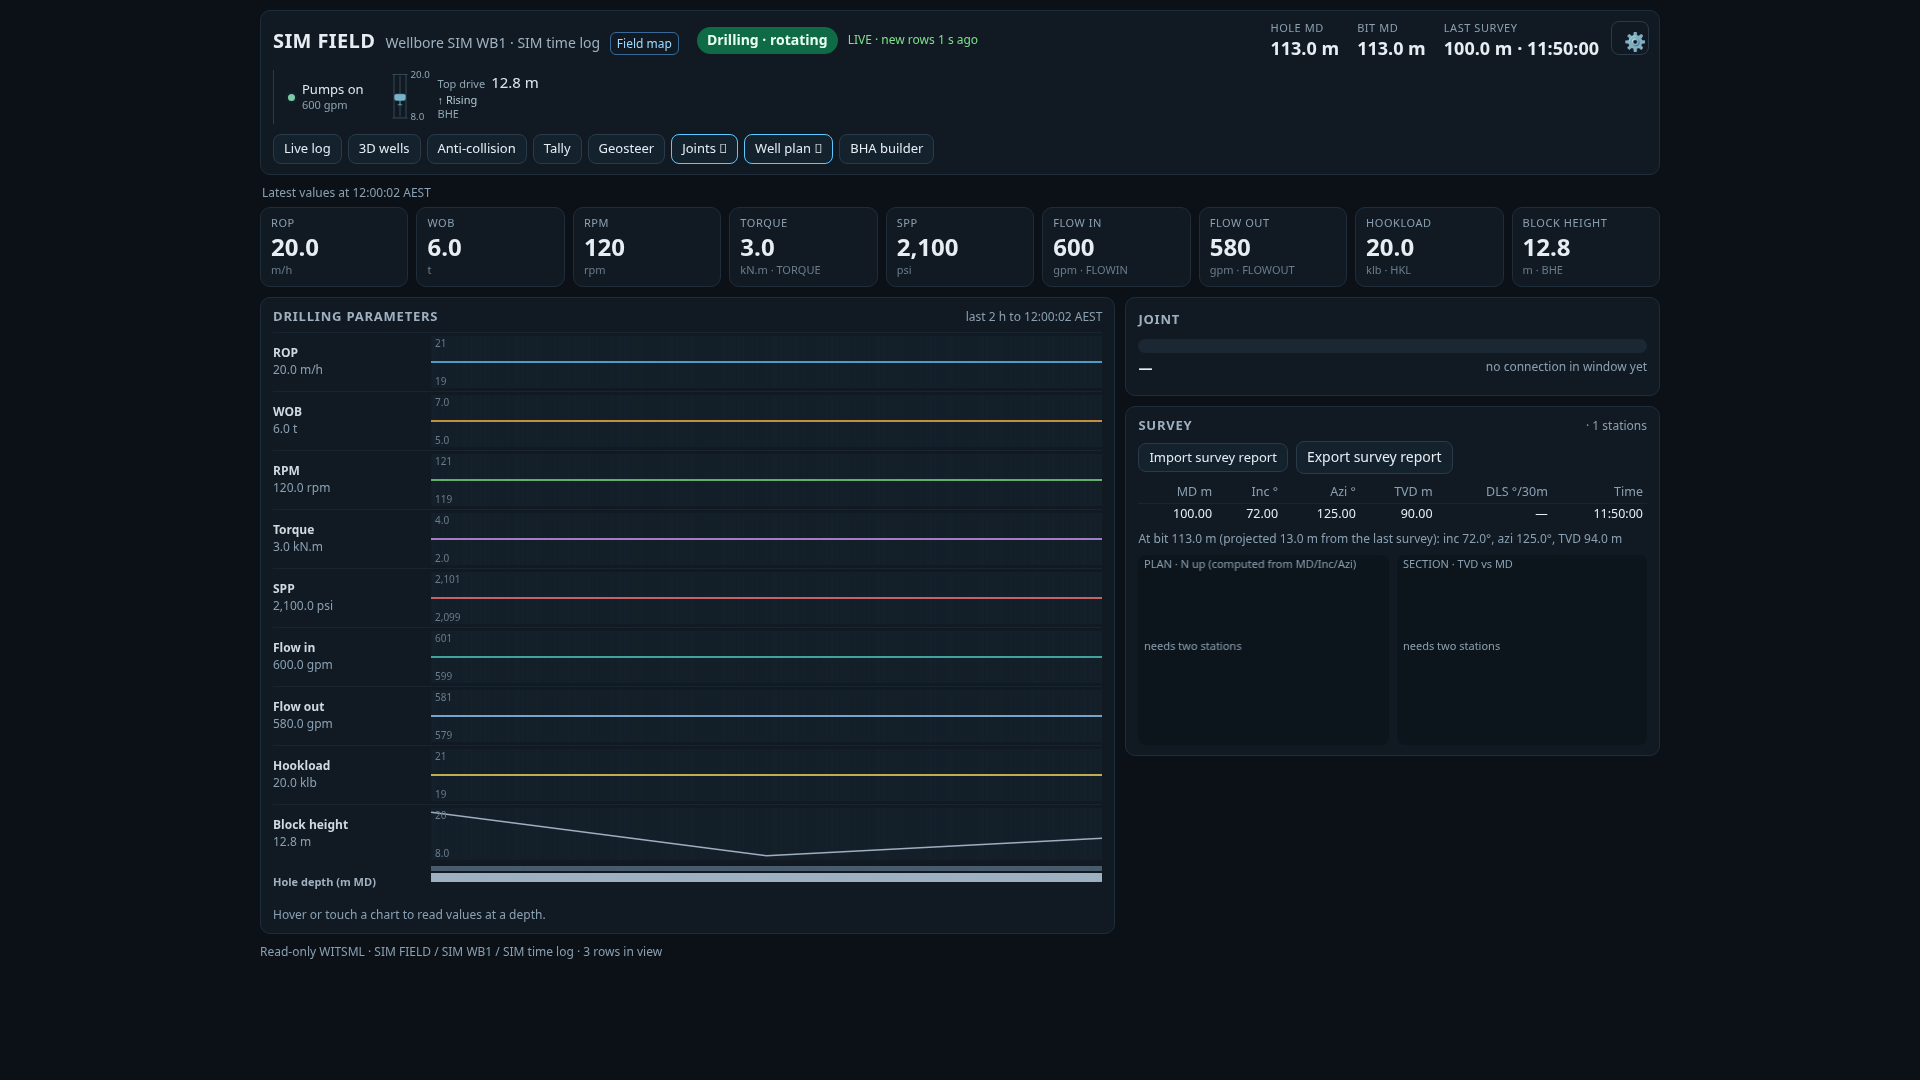 SIM FIELD Wellbore SIM WB1 · SIM time log Field map Drilling · rotating LIVE · new rows 1 s ago
HOLE MD BIT MD LAST SURVEY
113.0 m 113.0 m 100.0 m · 11:50:00
Pumps on
600 gpm
20.0
8.0
Top drive 12.8 m
↑ Rising
BHE
Live log 3D wells Anti-collision Tally Geosteer Joints Well plan BHA builder
Latest values at 12:00:02 AEST
ROP
20.0
m/h
WOB
6.0
t
RPM
120
rpm
TORQUE
3.0
kN.m · TORQUE
SPP
2,100
psi
FLOW IN
600
gpm · FLOWIN
FLOW OUT
580
gpm · FLOWOUT
HOOKLOAD
20.0
klb · HKL
BLOCK HEIGHT
12.8
m · BHE
DRILLING PARAMETERS last 2 h to 12:00:02 AEST
ROP
20.0 m/h
21
19
WOB
6.0 t
7.0
5.0
RPM
120.0 rpm
121
119
Torque
3.0 kN.m
4.0
2.0
SPP
2,100.0 psi
2,101
2,099
Flow in
600.0 gpm
601
599
Flow out
580.0 gpm
581
579
Hookload
20.0 klb
21
19
Block height
12.8 m
20
8.0
Hole depth (m MD)
Hover or touch a chart to read values at a depth.
JOINT
— no connection in window yet
SURVEY · 1 stations
Import survey report Export survey report
MD m Inc ° Azi ° TVD m DLS °/30m Time
100.00 72.00 125.00 90.00 — 11:50:00
At bit 113.0 m (projected 13.0 m from the last survey): inc 72.0°, azi 125.0°, TVD 94.0 m
PLAN · N up (computed from MD/Inc/Azi)
needs two stations
SECTION · TVD vs MD
needs two stations
Read-only WITSML · SIM FIELD / SIM WB1 / SIM time log · 3 rows in view